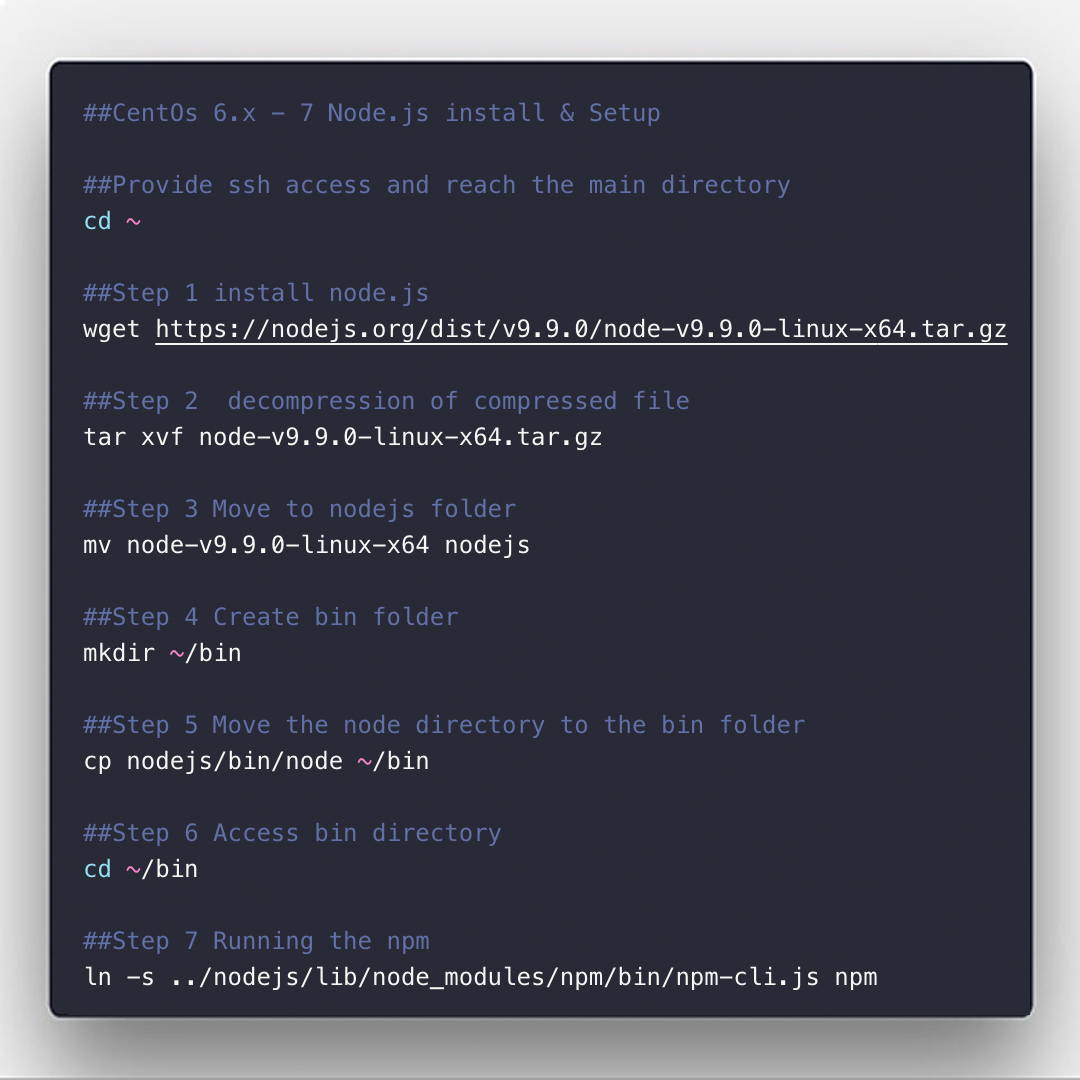 ##CentOs 6.x - 7 Node.js install & Setup
##Provide ssh access and reach the main directory
cd ~
##Step 1 install node.js
wget https://nodejs.org/dist/v9.9.0/node-v9.9.0-linux-x64.tar.gz
##Step 2  decompression of compressed file
tar xvf node-v9.9.0-linux-x64.tar.gz
##Step 3 Move to nodejs folder
mv node-v9.9.0-linux-x64 nodejs
##Step 4 Create bin folder
mkdir ~/bin
##Step 5 Move the node directory to the bin folder
cp nodejs/bin/node ~/bin
##Step 6 Access bin directory
cd ~/bin
##Step 7 Running the npm
ln -s ../nodejs/lib/node_modules/npm/bin/npm-cli.js npm